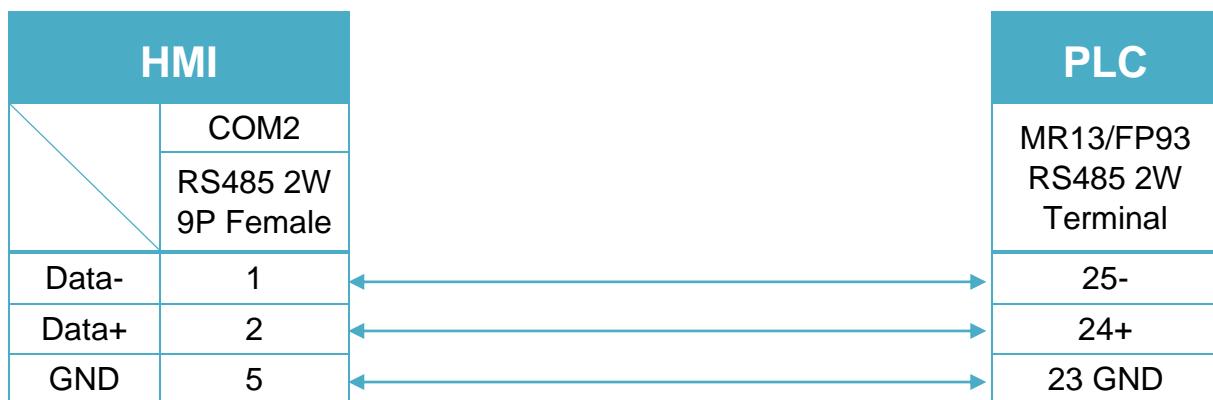 HMI
PLC
COM2
RS485 2W
9P Female
MR13/FP93
RS485 2W
Terminal
Data- 1 25-
Data+ 2 24+
GND 5 23 GND